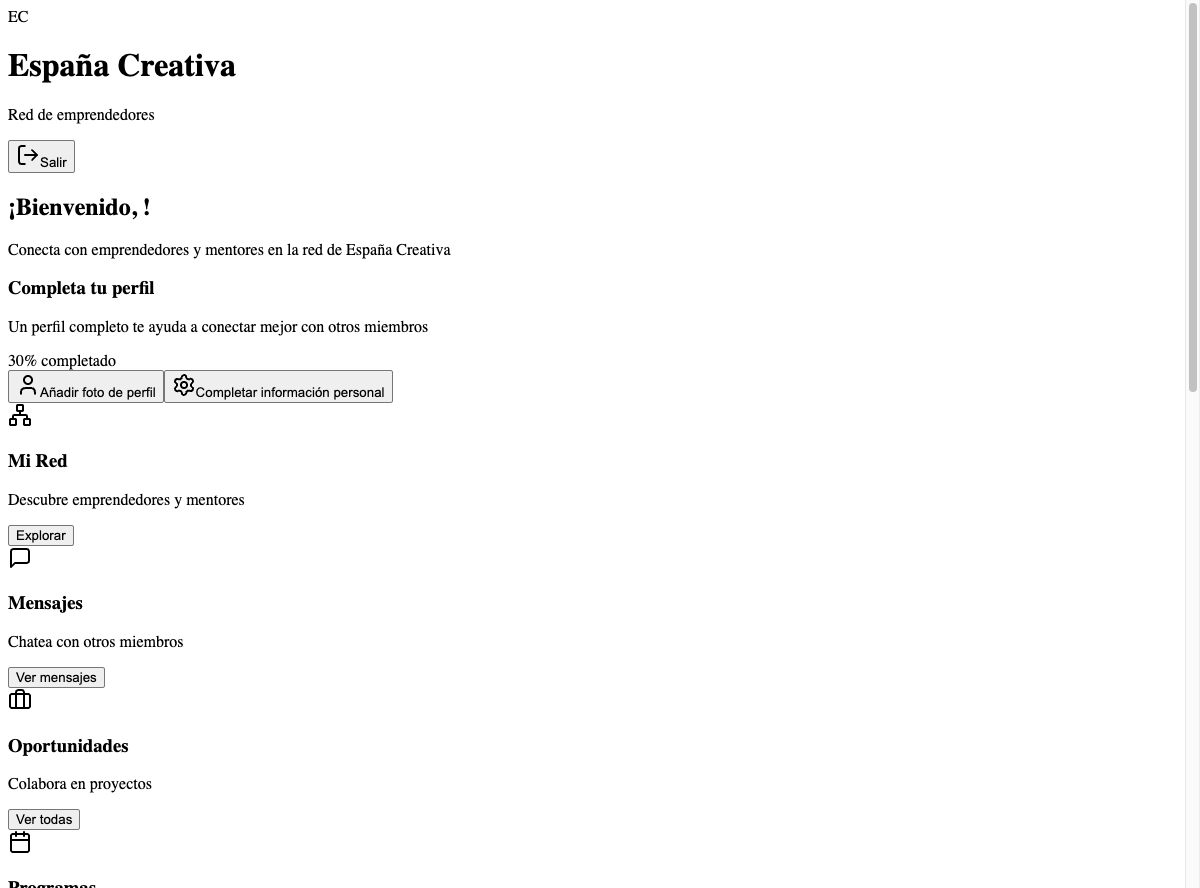 EC
España Creativa
Red de emprendedores
Salir
¡Bienvenido, !
Conecta con emprendedores y mentores en la red de España Creativa
Completa tu perfil
Un perfil completo te ayuda a conectar mejor con otros miembros
30% completado
Añadir foto de perfil Completar información personal
Mi Red
Descubre emprendedores y mentores
Explorar
Mensajes
Chatea con otros miembros
Ver mensajes
Oportunidades
Colabora en proyectos
Ver todas
Programas